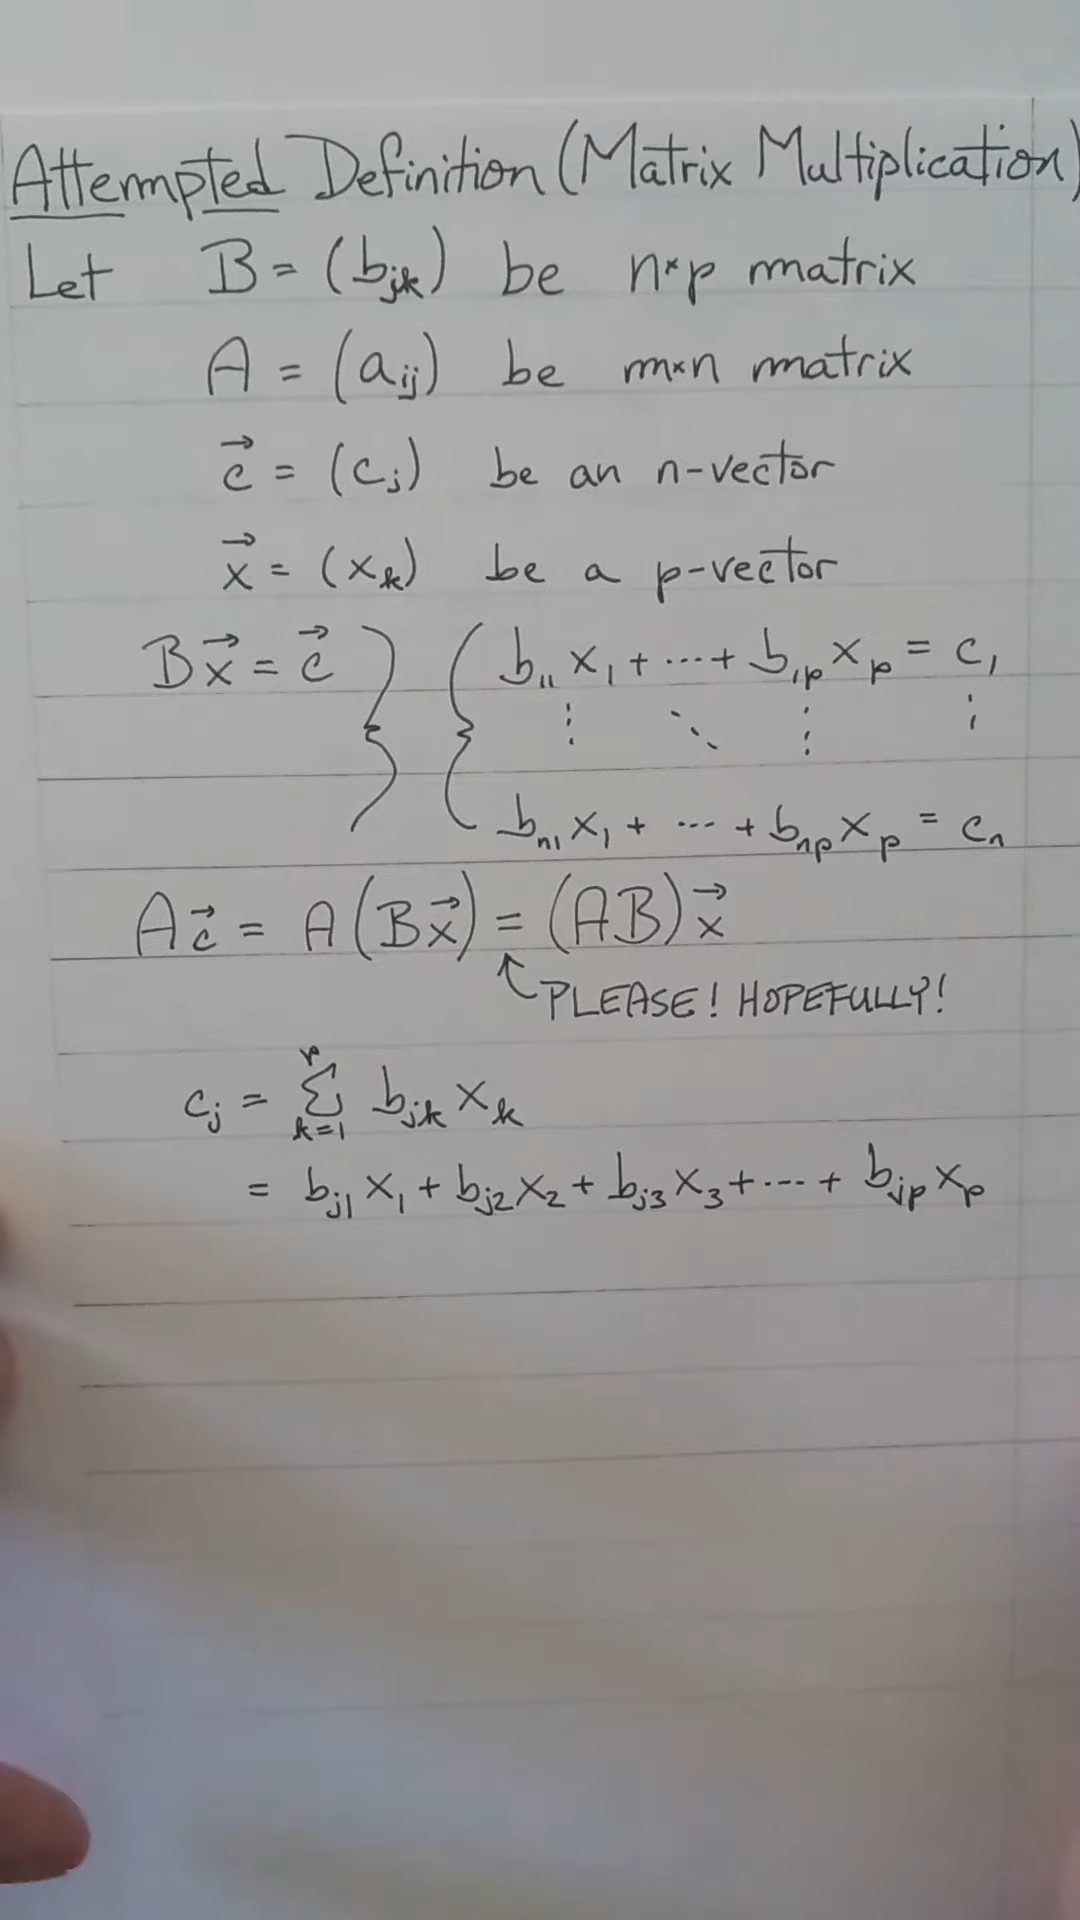 Attempted Definition (Matrix Multiplication)
Let B = (b_jk) be n×p matrix
A = (a_ij) be m×n matrix
c⃗ = (c_j) be an n-vector
x⃗ = (x_k) be a p-vector
Bx⃗ = c⃗ } { b_11 x_1 + ⋯ + b_1p x_p = c_1
⋮ ⋱ ⋮ ⋮
b_n1 x_1 + ⋯ + b_np x_p = c_n
Ac⃗ = A(Bx⃗) = (AB)x⃗
↑ PLEASE! HOPEFULLY!
c_j = ∑_{k=1}^{p} b_jk x_k
= b_j1 x_1 + b_j2 x_2 + b_j3 x_3 + ⋯ + b_jp x_p